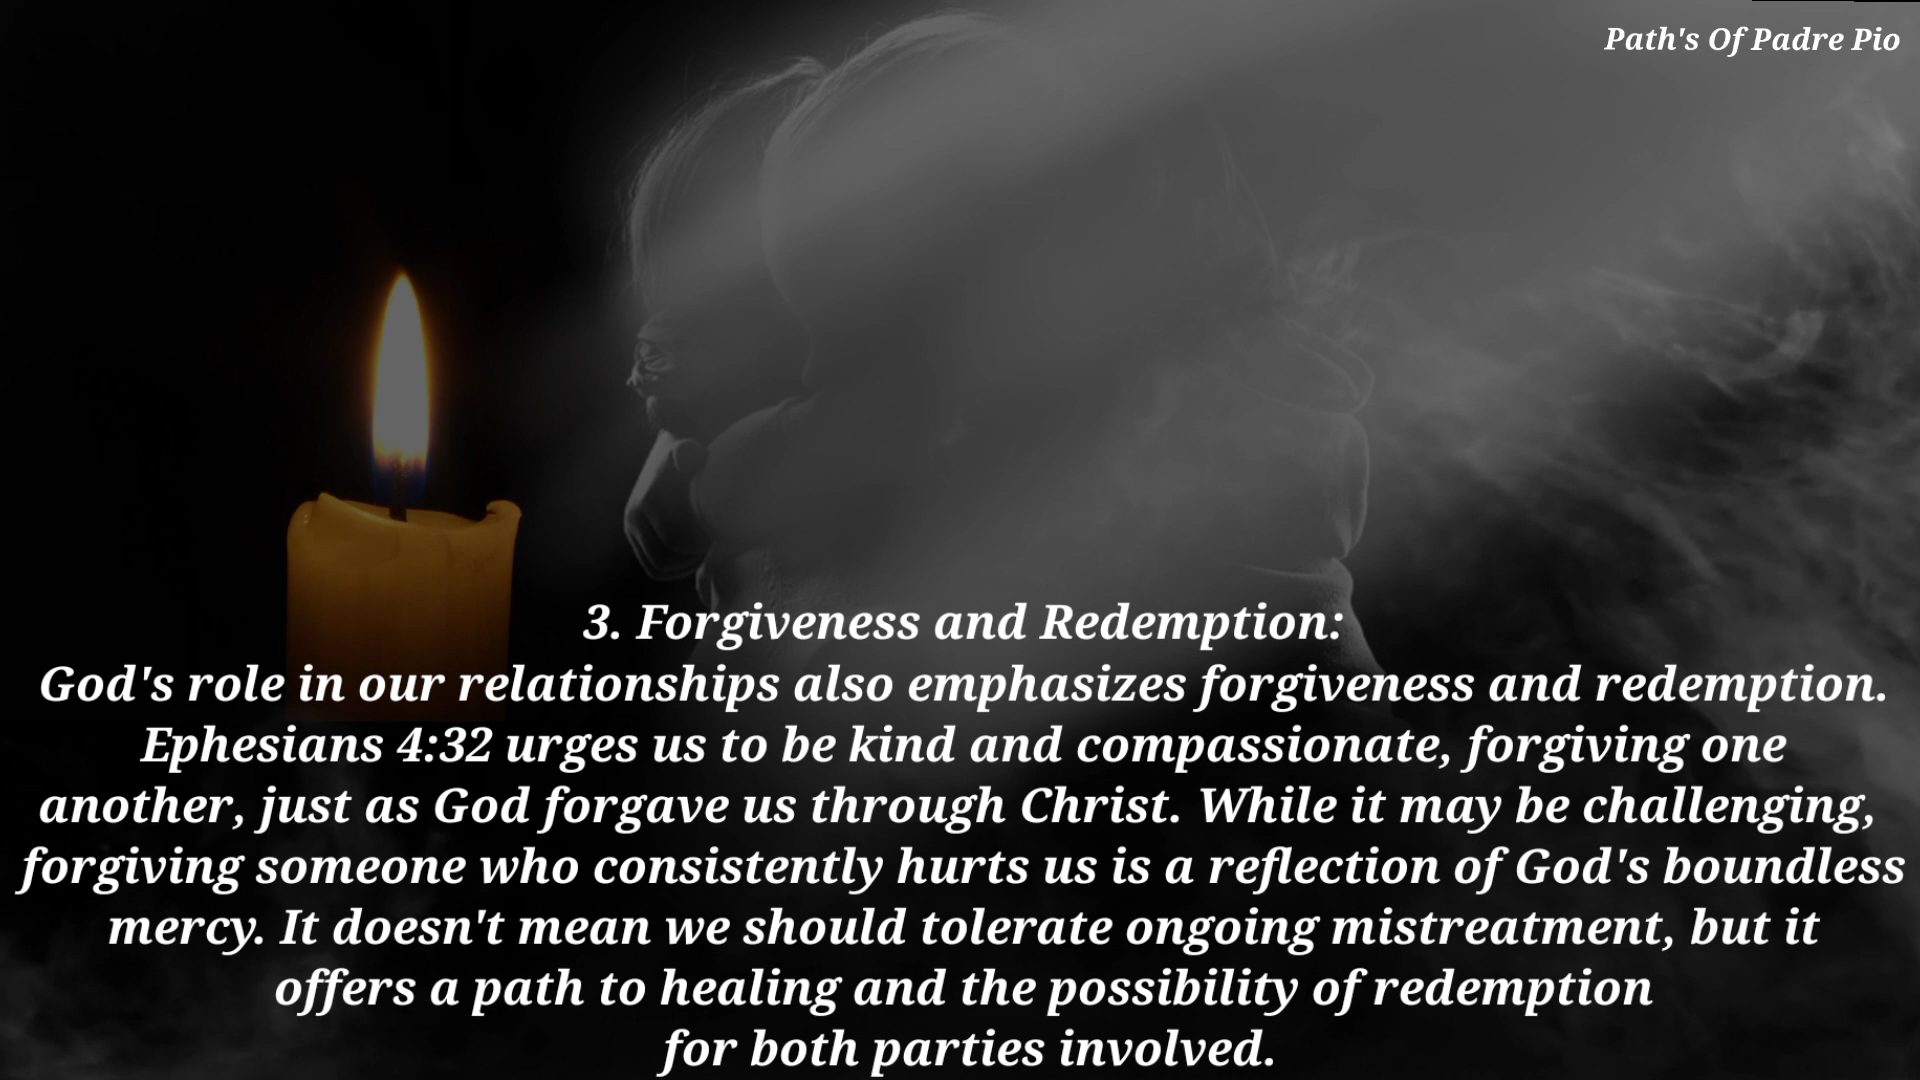 Path's Of Padre Pio
3. Forgiveness and Redemption:
God's role in our relationships also emphasizes forgiveness and redemption.
Ephesians 4:32 urges us to be kind and compassionate, forgiving one
another, just as God forgave us through Christ. While it may be challenging,
forgiving someone who consistently hurts us is a reflection of God's boundless
mercy. It doesn't mean we should tolerate ongoing mistreatment, but it
offers a path to healing and the possibility of redemption
for both parties involved.